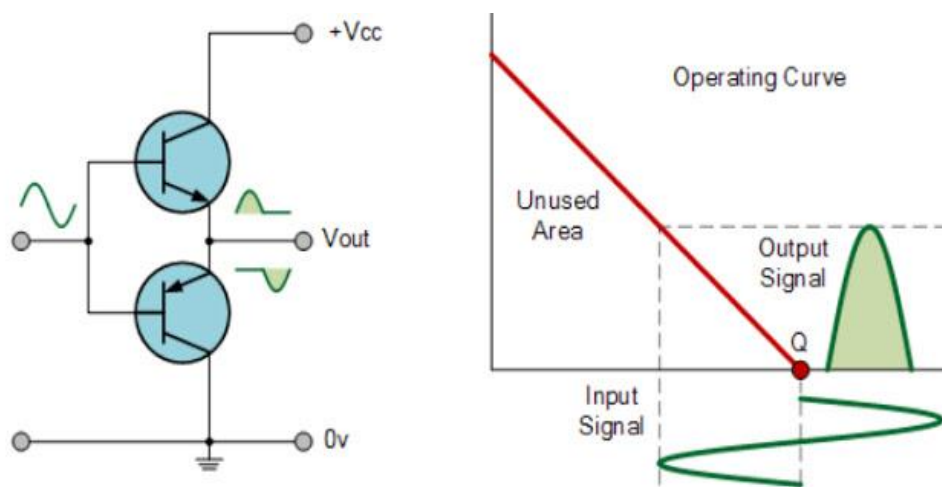 +Vcc
Vout
0v
Operating Curve
Unused
Area
Output
Signal
Q
Input
Signal